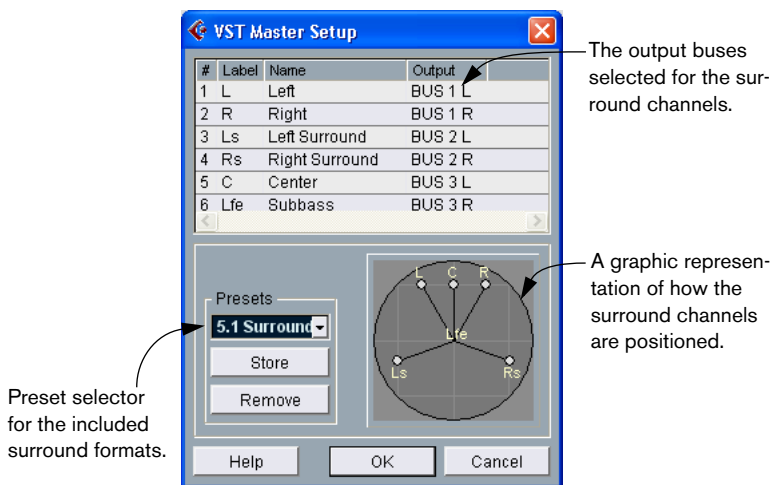 VST Master Setup
# Label Name Output
1 L Left BUS 1 L
2 R Right BUS 1 R
3 Ls Left Surround BUS 2 L
4 Rs Right Surround BUS 2 R
5 C Center BUS 3 L
6 Lfe Subbass BUS 3 R
The output buses
selected for the sur-
round channels.
Presets
5.1 Surround
Store
Remove
L C R
Lfe
Ls Rs
A graphic represen-
tation of how the
surround channels
are positioned.
Preset selector
for the included
surround formats.
Help OK Cancel